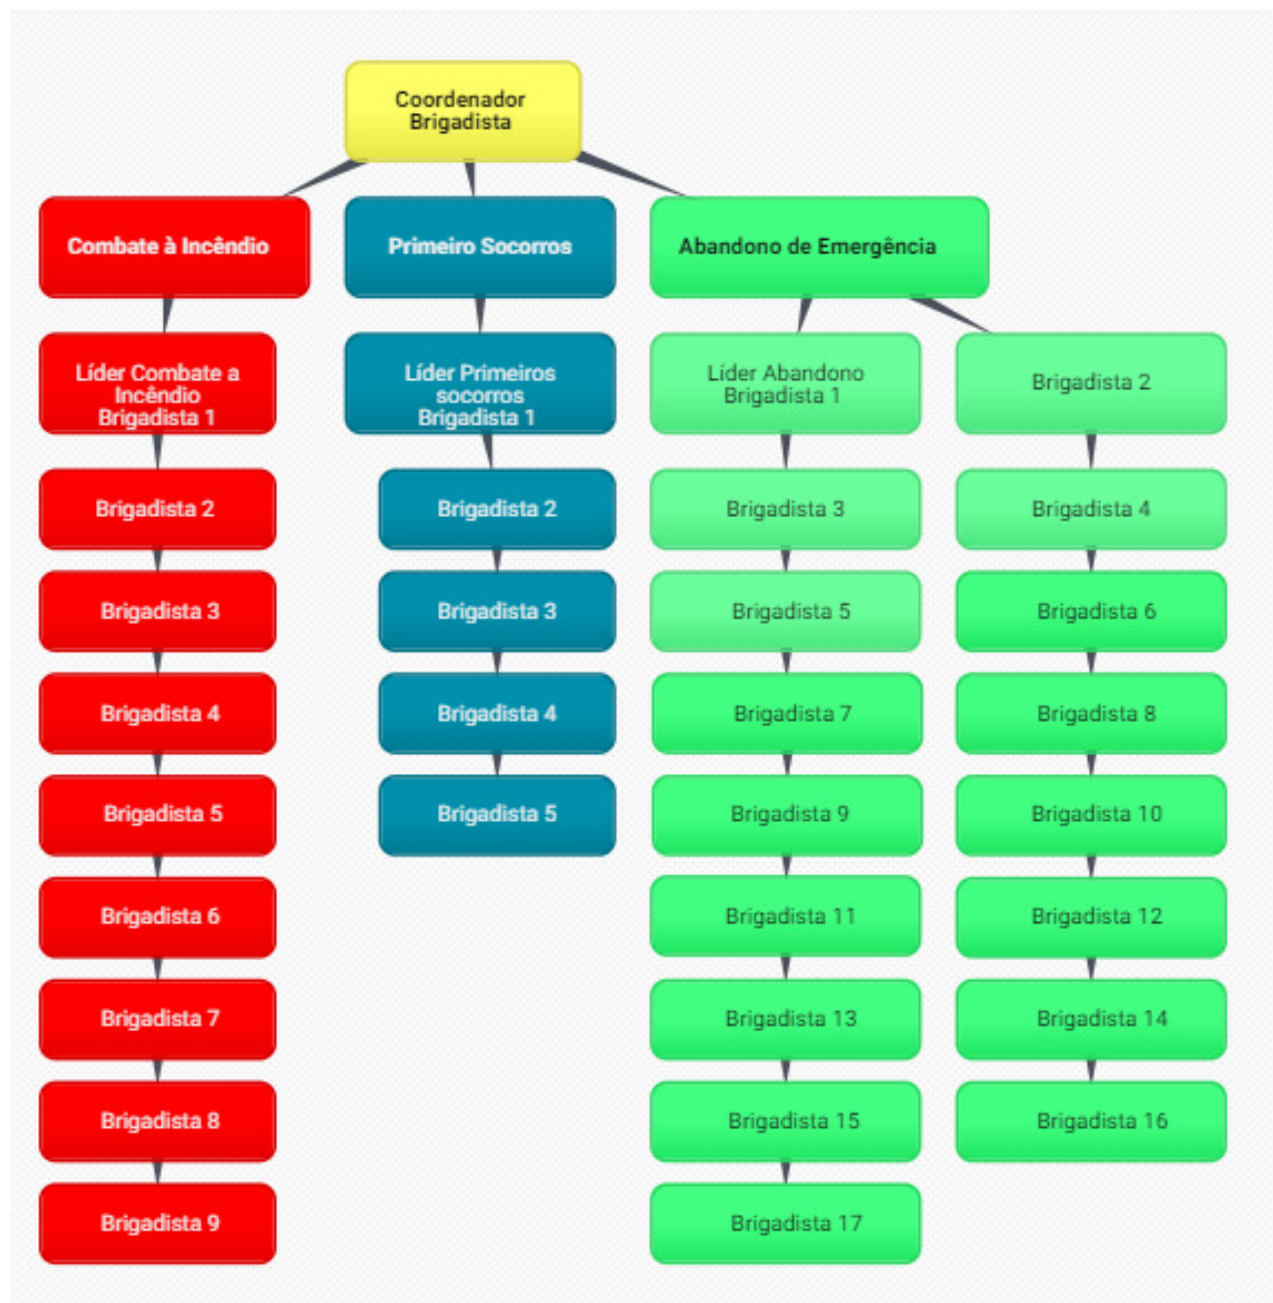 Coordenador
Brigadista
Combate à Incêndio
Primeiro Socorros
Abandono de Emergência
Líder Combate a
Incêndio
Brigadista 1
Líder Primeiros
socorros
Brigadista 1
Líder Abandono
Brigadista 1
Brigadista 2
Brigadista 2
Brigadista 2
Brigadista 3
Brigadista 4
Brigadista 3
Brigadista 3
Brigadista 5
Brigadista 6
Brigadista 4
Brigadista 4
Brigadista 7
Brigadista 8
Brigadista 5
Brigadista 5
Brigadista 9
Brigadista 10
Brigadista 6
Brigadista 11
Brigadista 12
Brigadista 7
Brigadista 13
Brigadista 14
Brigadista 8
Brigadista 15
Brigadista 16
Brigadista 9
Brigadista 17